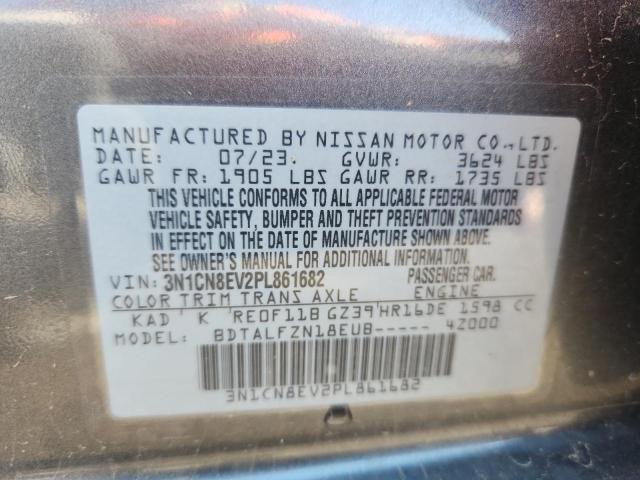 MANUFACTURED BY NISSAN MOTOR CO.,LTD.
DATE: 07/23 GVWR: 3624 LBS
GAWR FR: 1905 LBS GAWR RR: 1735 LBS
THIS VEHICLE CONFORMS TO ALL APPLICABLE FEDERAL MOTOR
VEHICLE SAFETY, BUMPER AND THEFT PREVENTION STANDARDS
IN EFFECT ON THE DATE OF MANUFACTURE SHOWN ABOVE.
SEE OWNER'S MANUAL FOR ADDITIONAL INFORMATION
VIN: 3N1CN8EV2PL861682 PASSENGER CAR.
COLOR TRIM TRANS AXLE ENGINE
KAD K RE0F11B GZ39 HR16DE 1598 CC
MODEL: BDTALFZN18EUB----- 4Z000
3N1CN8EV2PL861682